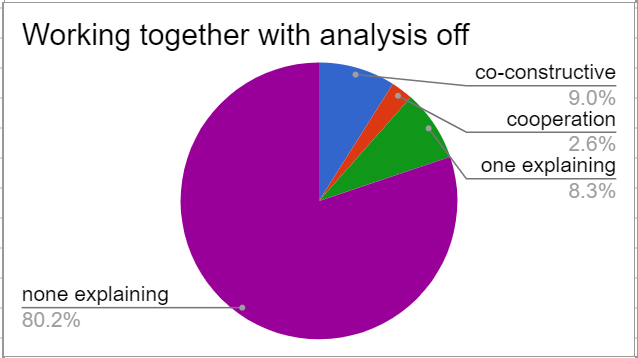 Working together with analysis off
co-constructive
9.0%
cooperation
2.6%
one explaining
8.3%
none explaining
80.2%